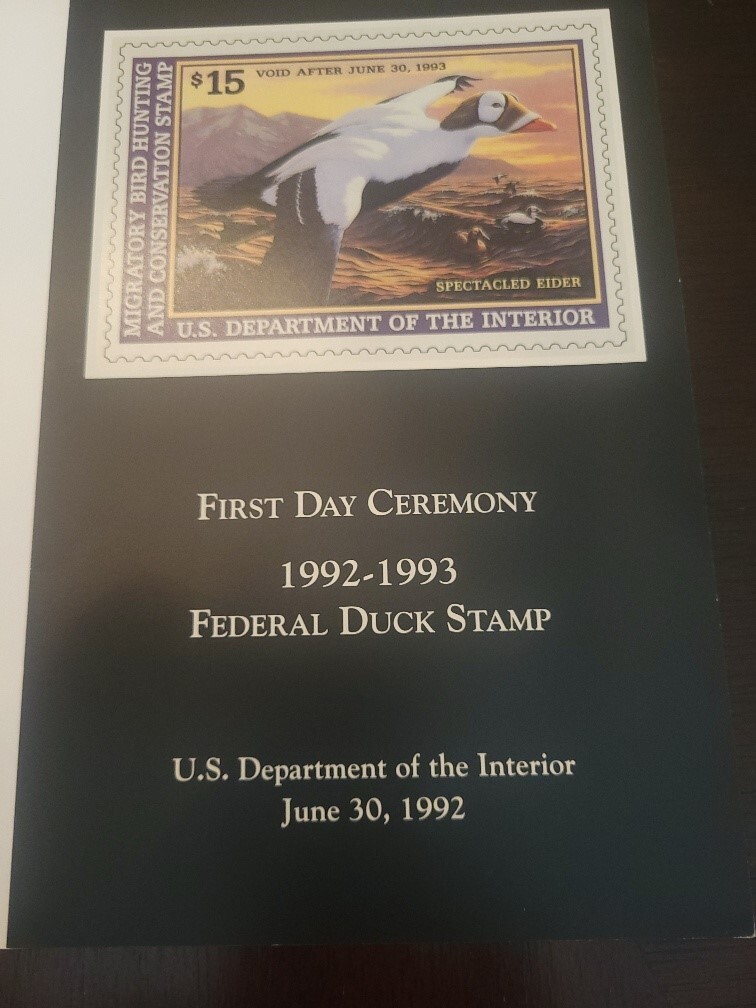 $15 VOID AFTER JUNE 30, 1993
MIGRATORY BIRD HUNTING
AND CONSERVATION STAMP
SPECTACLED EIDER
U.S. DEPARTMENT OF THE INTERIOR
FIRST DAY CEREMONY
1992-1993
FEDERAL DUCK STAMP
U.S. Department of the Interior
June 30, 1992